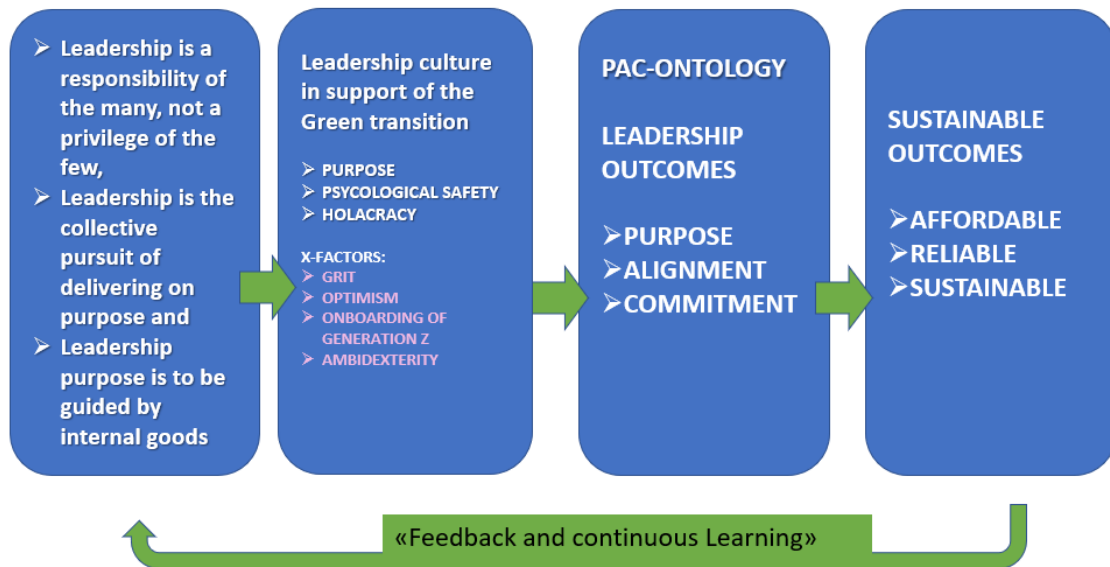 ➢ Leadership is a
responsibility of
the many, not a
privilege of the
few,
➢ Leadership is the
collective
pursuit of
delivering on
purpose and
➢ Leadership
purpose is to be
guided by
internal goods
Leadership culture
in support of the
Green transition
➢ PURPOSE
➢ PSYCOLOGICAL SAFETY
➢ HOLACRACY
X-FACTORS:
➢ GRIT
➢ OPTIMISM
➢ ONBOARDING OF
GENERATION Z
➢ AMBIDEXTERITY
PAC-ONTOLOGY
LEADERSHIP
OUTCOMES
➢PURPOSE
➢ALIGNMENT
➢COMMITMENT
SUSTAINABLE
OUTCOMES
➢AFFORDABLE
➢RELIABLE
➢SUSTAINABLE
«Feedback and continuous Learning»